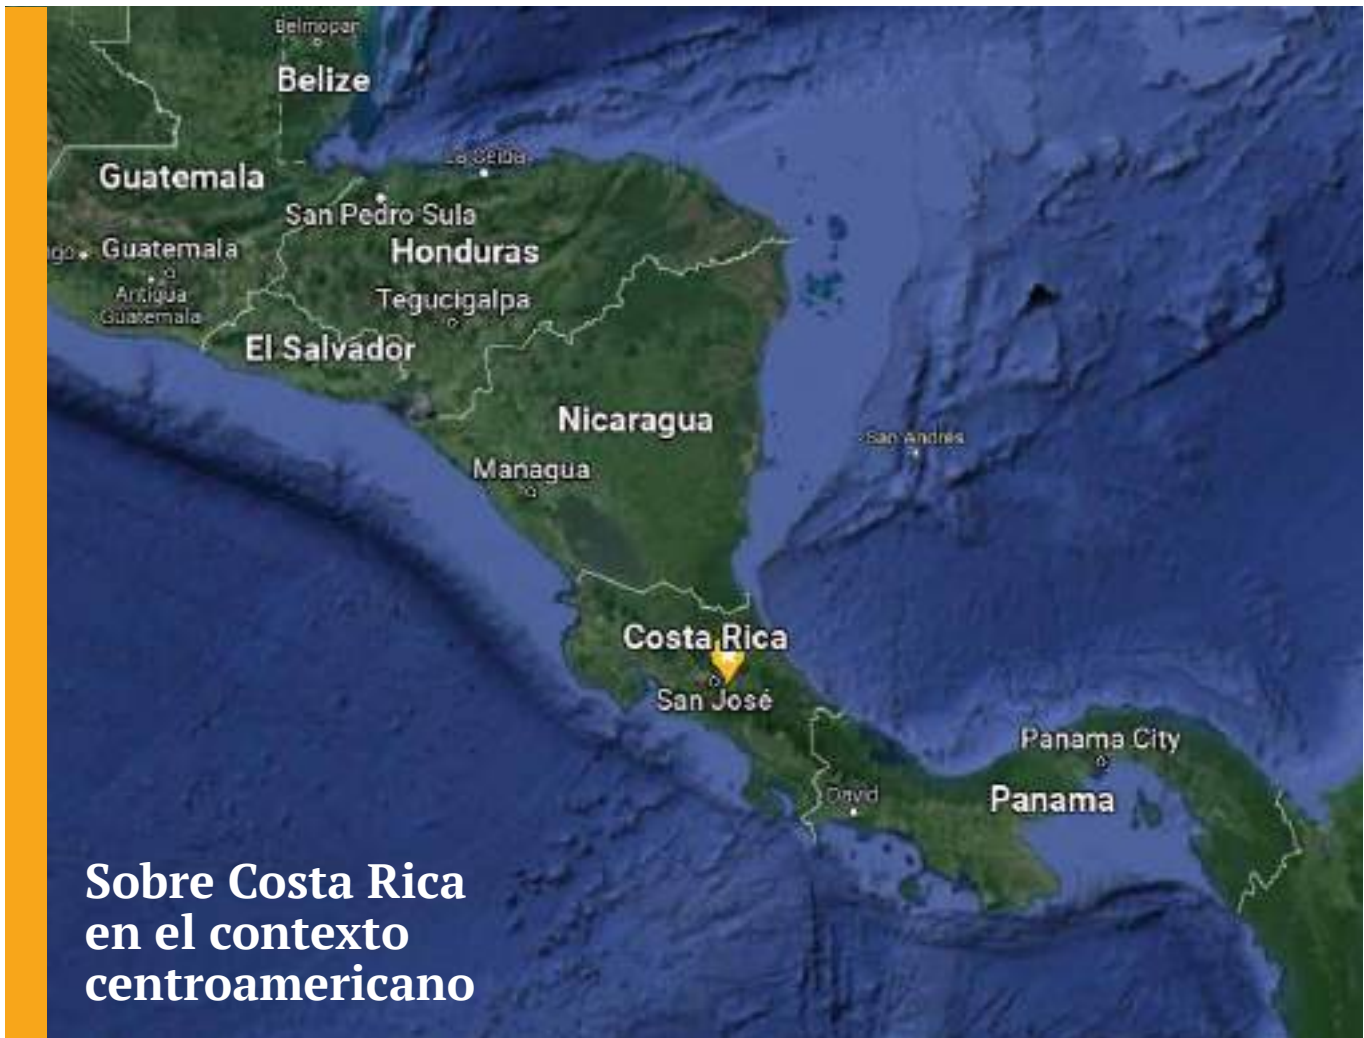 Belmopan
Belize
La Ceiba
Guatemala
San Pedro Sula
Guatemala
Honduras
Antigua
Guatemala
Tegucigalpa
El Salvador
Nicaragua
San Andrés
Managua
Costa Rica
San José
Panama City
David
Panama
Sobre Costa Rica
en el contexto
centroamericano